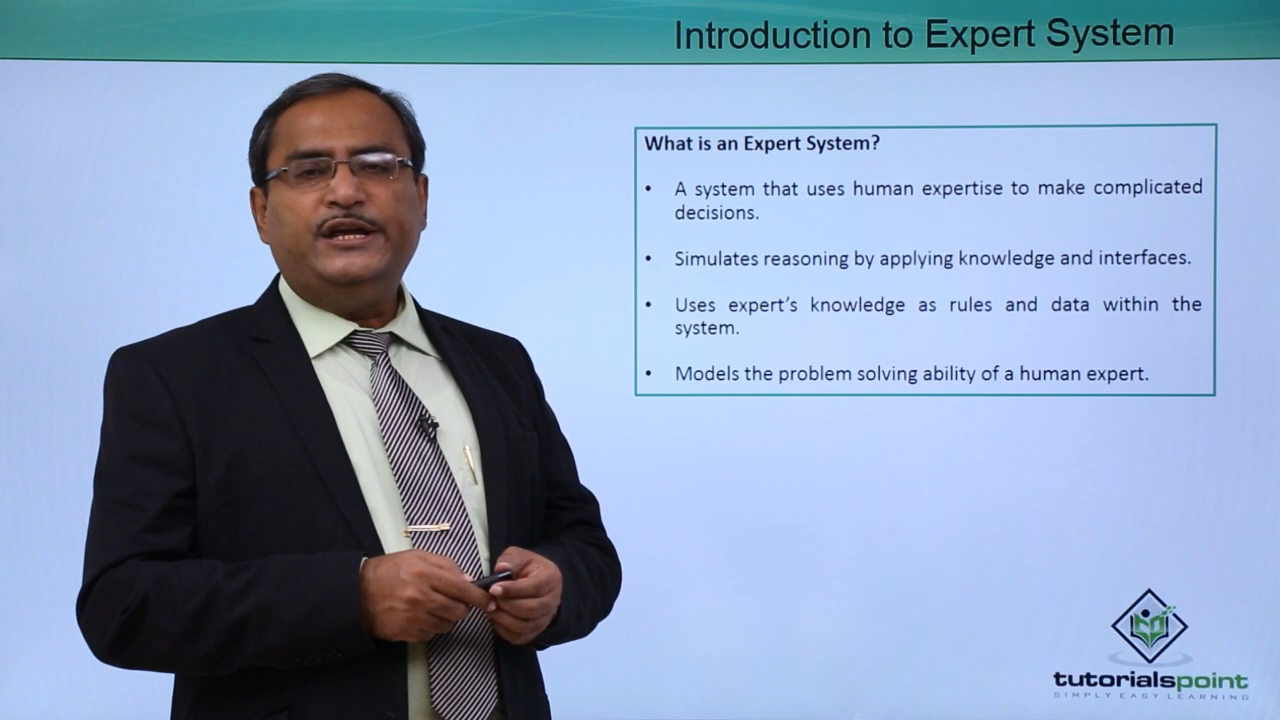 Introduction to Expert System
What is an Expert System?
• A system that uses human expertise to make complicated
decisions.
• Simulates reasoning by applying knowledge and interfaces.
• Uses expert's knowledge as rules and data within the
system.
• Models the problem solving ability of a human expert.
tutorialspoint
SIMPLY EASY LEARNING